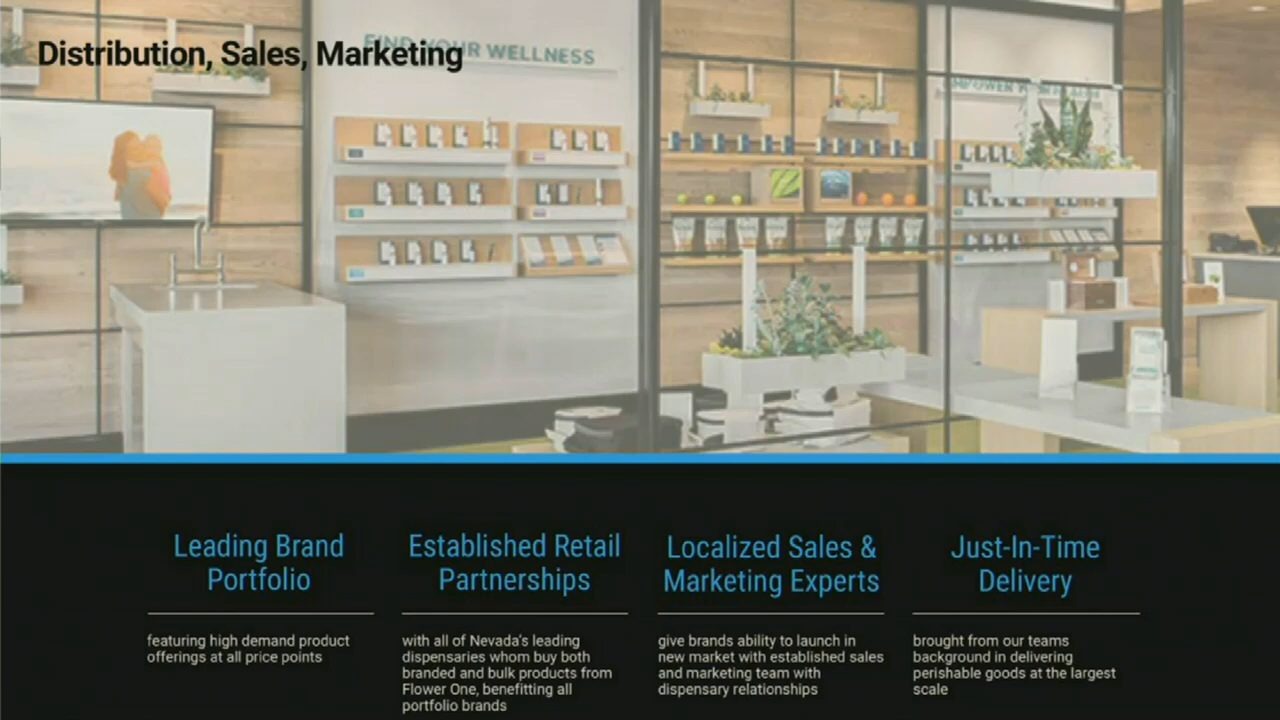 Distribution, Sales, Marketing
FIND YOUR WELLNESS
Leading Brand
Portfolio
featuring high demand product
offerings at all price points
Established Retail
Partnerships
with all of Nevada's leading
dispensaries whom buy both
branded and bulk products from
Flower One, benefitting all
portfolio brands
Localized Sales &
Marketing Experts
give brands ability to launch in
new market with established sales
and marketing team with
dispensary relationships
Just-In-Time
Delivery
brought from our teams
background in delivering
perishable goods at the largest
scale